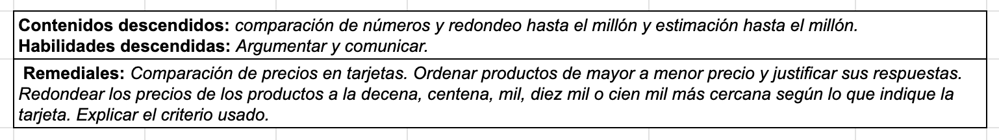 Contenidos descendidos: comparación de números y redondeo hasta el millón y estimación hasta el millón.
Habilidades descendidas: Argumentar y comunicar.
Remediales: Comparación de precios en tarjetas. Ordenar productos de mayor a menor precio y justificar sus respuestas.
Redondear los precios de los productos a la decena, centena, mil, diez mil o cien mil más cercana según lo que indique la
tarjeta. Explicar el criterio usado.